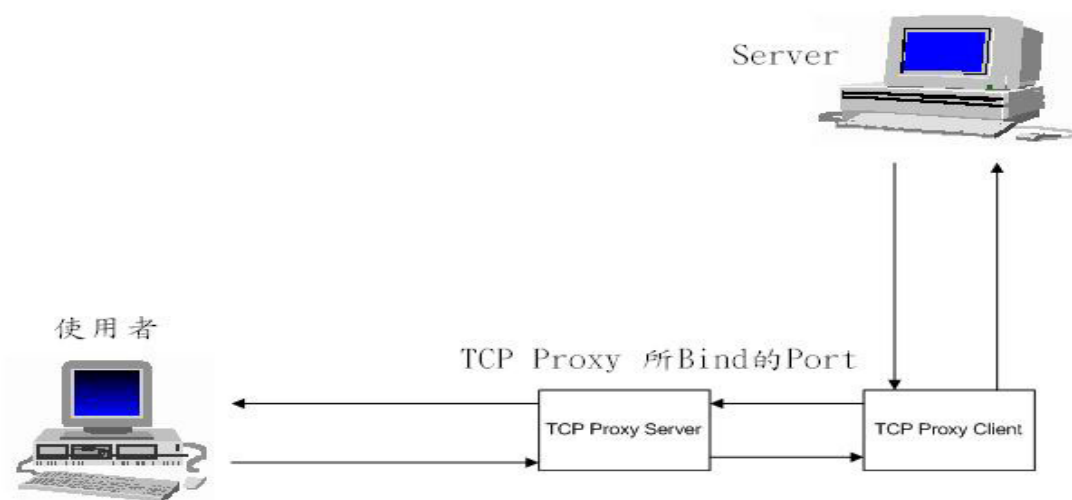 Server
使用者
TCP Proxy 所Bind的Port
TCP Proxy Server
TCP Proxy Client